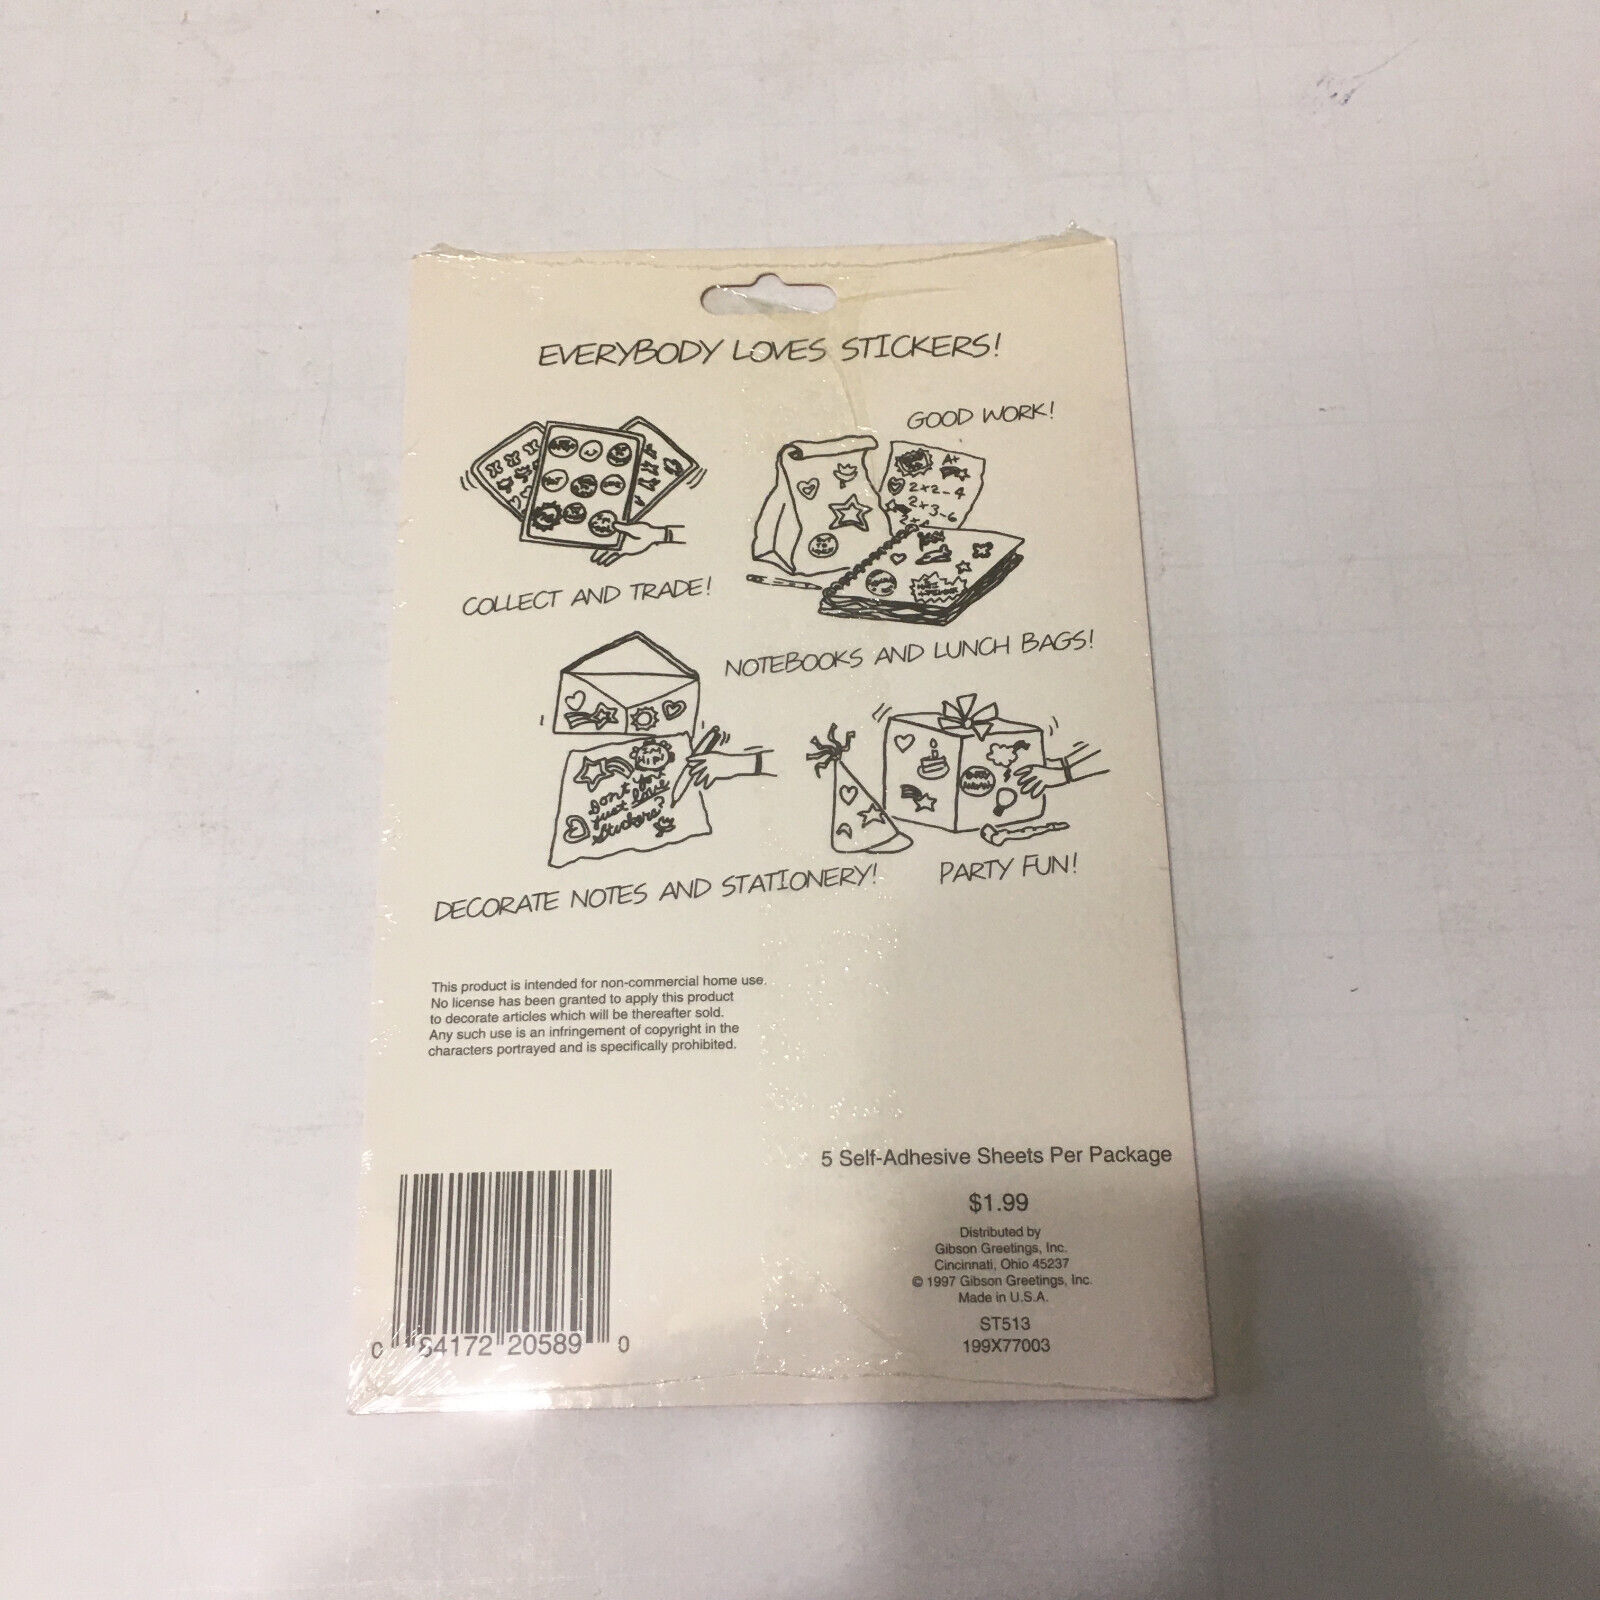 EVERYBODY LOVES STICKERS!
GOOD WORK!
A+
2x2-4
2x3-6
COLLECT AND TRADE!
NOTEBOOKS AND LUNCH BAGS!
I'M HIP!
Don't You
just love
Stickers?
DECORATE NOTES AND STATIONERY!
PARTY FUN!
This product is intended for non-commercial home use.
No license has been granted to apply this product
to decorate articles which will be thereafter sold.
Any such use is an infringement of copyright in the
characters portrayed and is specifically prohibited.
5 Self-Adhesive Sheets Per Package
$1.99
Distributed by
Gibson Greetings, Inc.
Cincinnati, Ohio 45237
© 1997 Gibson Greetings, Inc.
Made in U.S.A.
ST513
199X77003
0 84172 20589 0